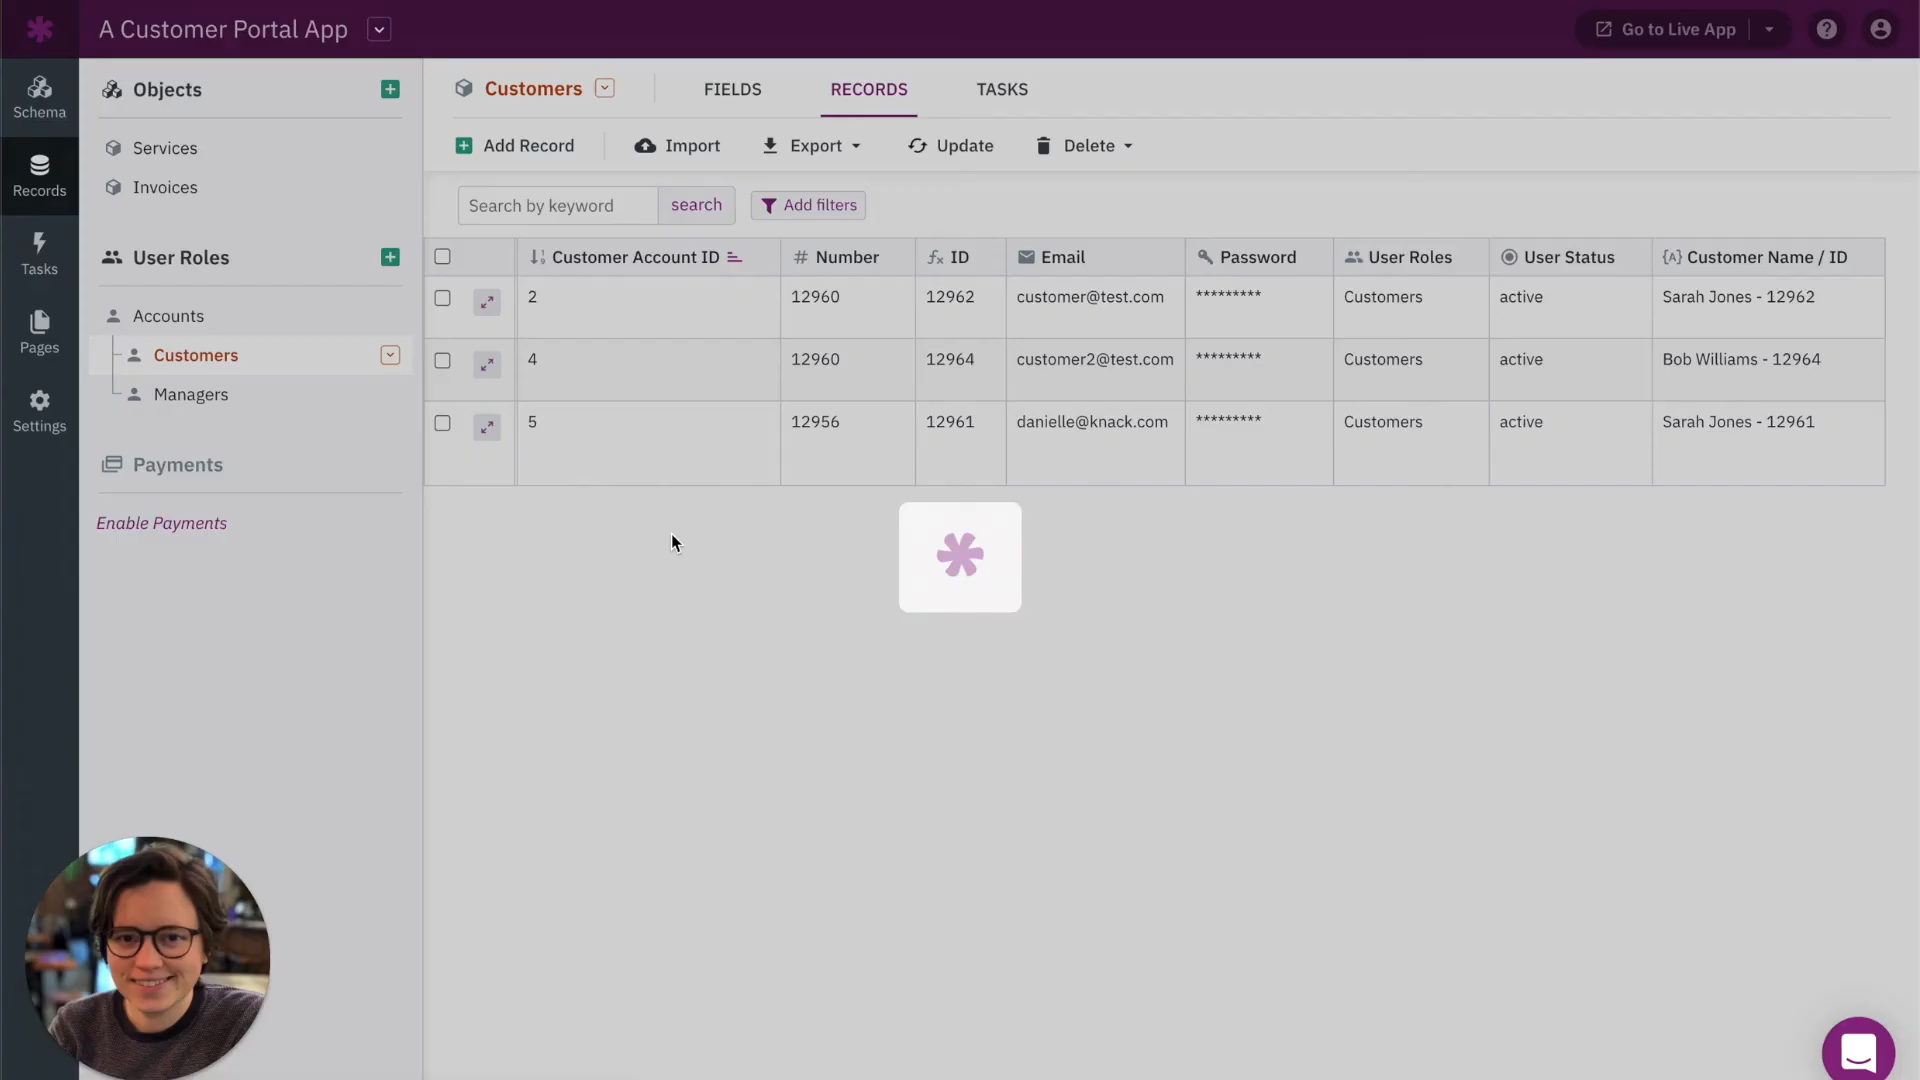 A Customer Portal App
Go to Live App
Schema
Records
Tasks
Pages
Settings
Objects
Services
Invoices
User Roles
Accounts
Customers
Managers
Payments
Enable Payments
Customers FIELDS RECORDS TASKS
Add Record Import Export Update Delete
Search by keyword search Add filters
Customer Account ID # Number fx ID Email Password User Roles User Status {A} Customer Name / ID
2 12960 12962 customer@test.com ********* Customers active Sarah Jones - 12962
4 12960 12964 customer2@test.com ********* Customers active Bob Williams - 12964
5 12956 12961 danielle@knack.com ********* Customers active Sarah Jones - 12961